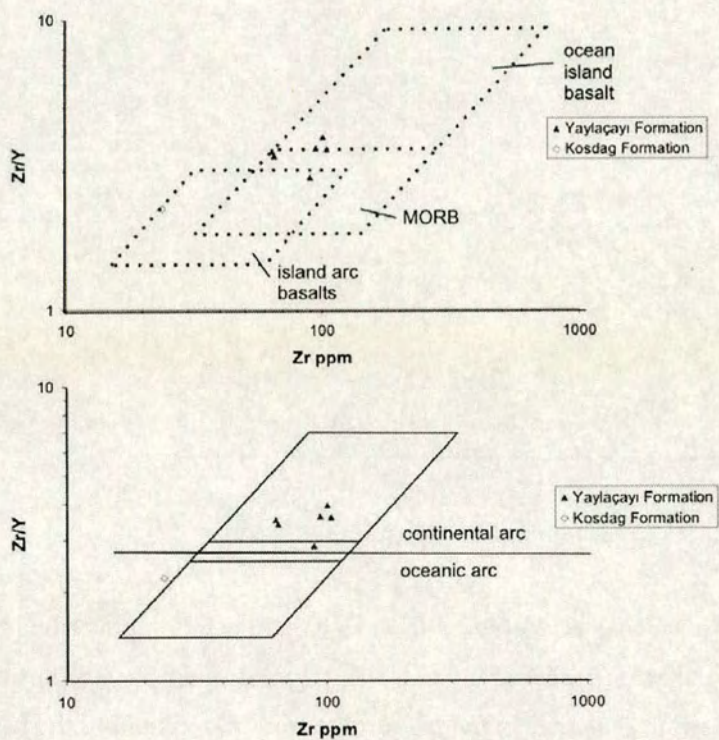 10
Zr/Y
1
10
100
1000
Zr ppm
ocean
island
basalt
▲ Yaylaçayı Formation
◇ Kosdag Formation
MORB
island arc
basalts
10
Zr/Y
1
10
100
1000
Zr ppm
▲ Yaylaçayı Formation
◇ Kosdag Formation
continental arc
oceanic arc